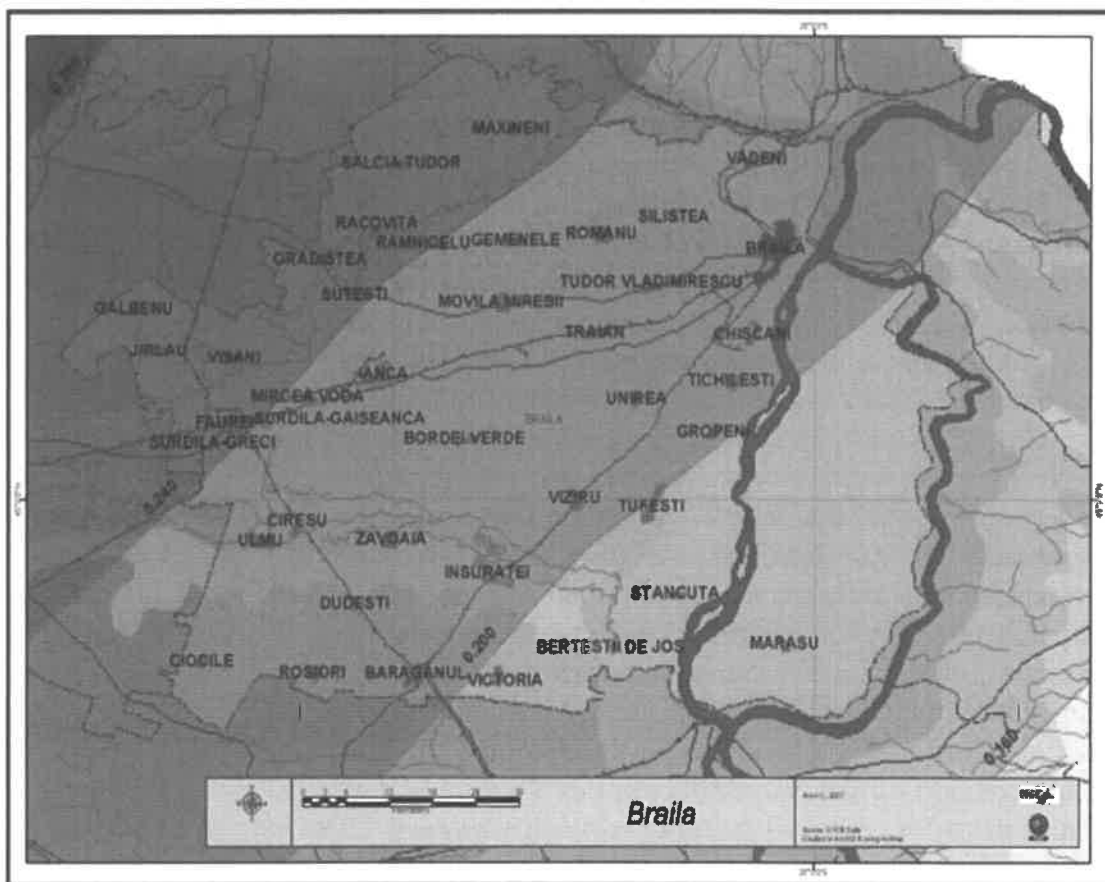 MAXINENI
VADENI
SALCIA TUDOR
SILISTEA
RACOVITA
ROMANU
RAMNICELU GEMENELE
BRAILA
GRADISTEA
TUDOR VLADIMIRESCU
SUTESTI
MOVILA MIRESII
GALBENU
TRAIAN
CHISCANI
JIRLAU
VISANI
IANCA
TICHILESTI
MIRCEA VODA
UNIREA
FAUREI
SURDILA-GAISEANCA
BRAILA
GROPENI
SURDILA-GRECI
BORDEI VERDE
0.240
VIZIRU
TUFESTI
CIRESU
ULMU
ZAVOAIA
INSURATEI
STANCUTA
DUDESTI
0.200
BERTESTII DE JOS
MARASU
CIOCILE
ROSIORI
BARAGANUL
VICTORIA
0.160
Braila